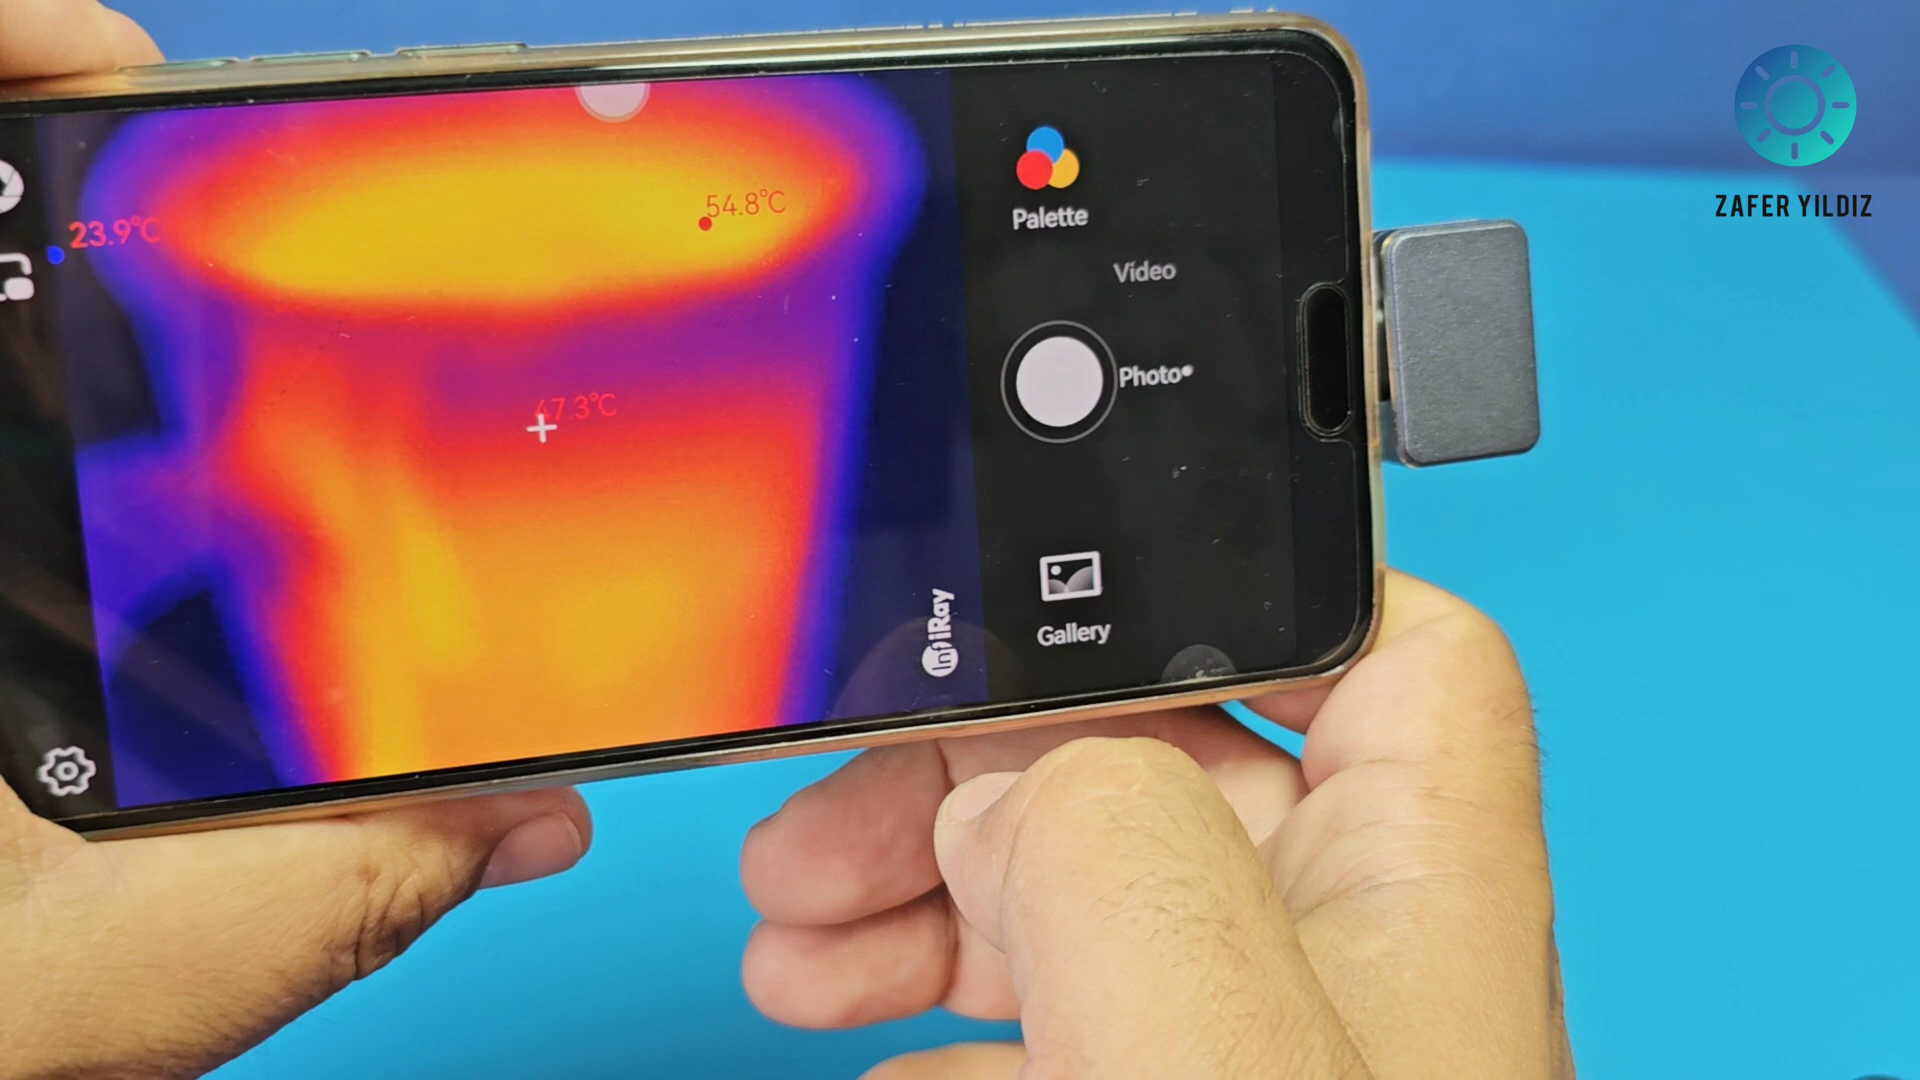 ZAFER YILDIZ
Palette
54.8°C
23.9°C
Video
Photo
47.3°C
InfiRay
Gallery